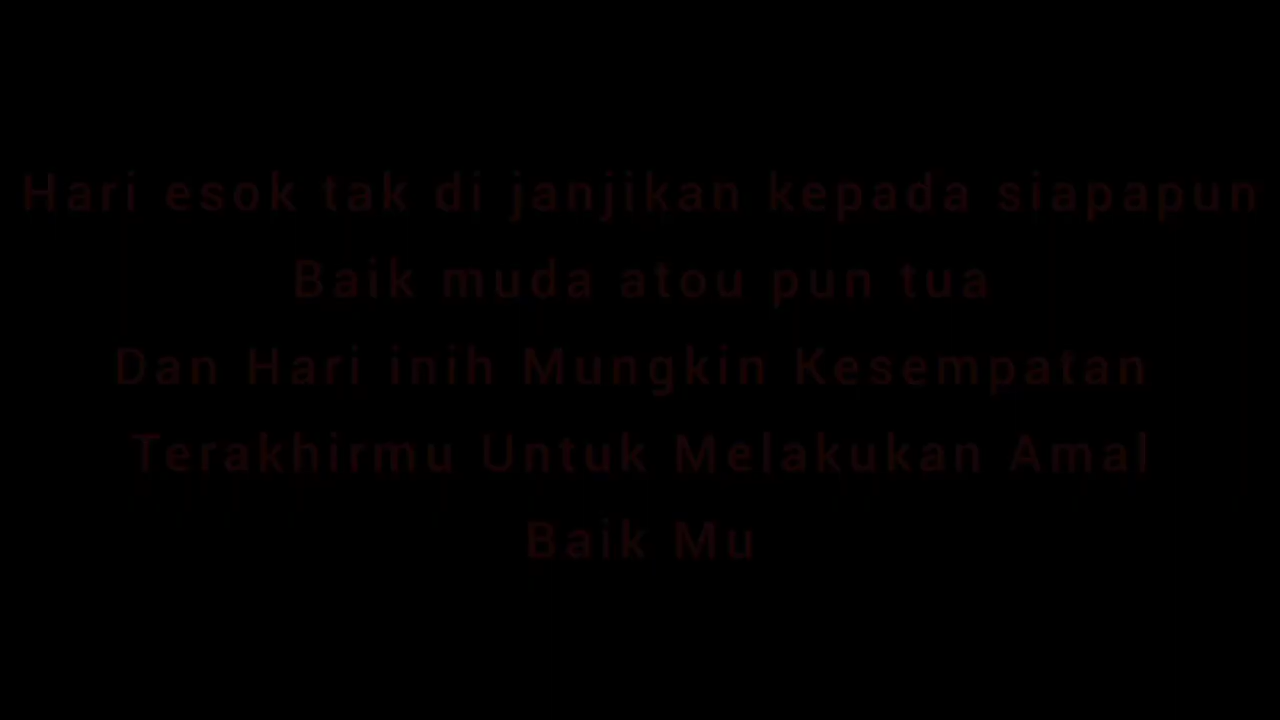 Hari esok tak di janjikan kepada siapapun
Baik muda atou pun tua
Dan Hari inih Mungkin Kesempatan
Terakhirmu Untuk Melakukan Amal
Baik Mu